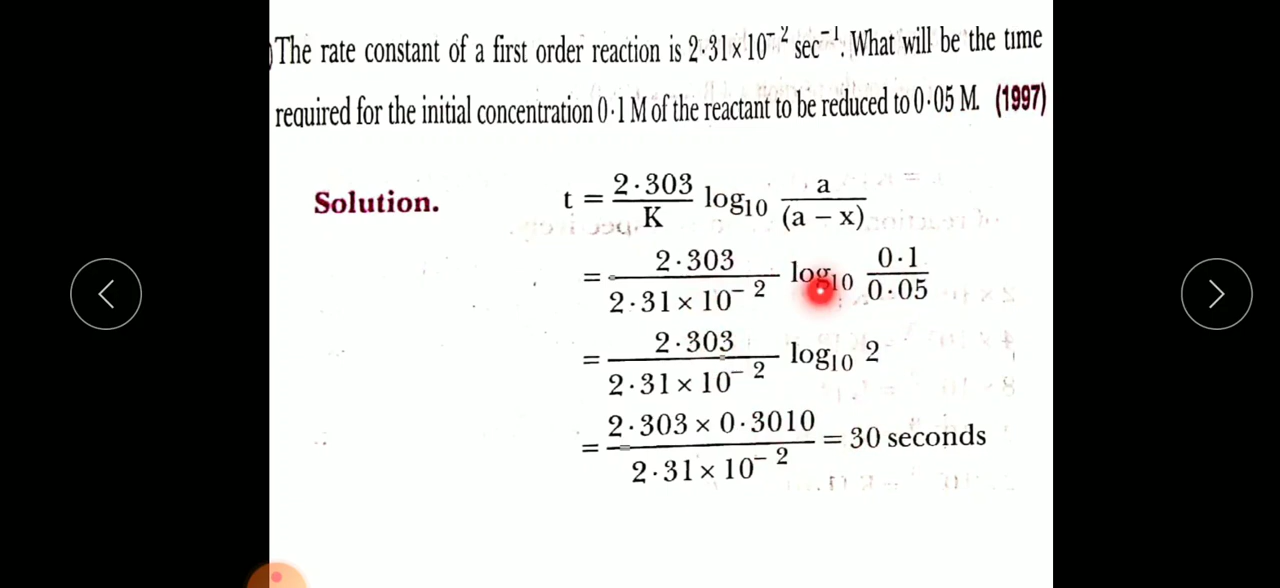 The rate constant of a first order reaction is 2·31×10⁻² sec⁻¹. What will be the time
required for the initial concentration 0·1 M of the reactant to be reduced to 0·05 M. (1997)
Solution. t = 2·303/K log₁₀ a/(a − x)
= 2·303/2·31 × 10⁻² log₁₀ 0·1/0·05
= 2·303/2·31 × 10⁻² log₁₀ 2
= 2·303 × 0·3010/2·31 × 10⁻² = 30 seconds